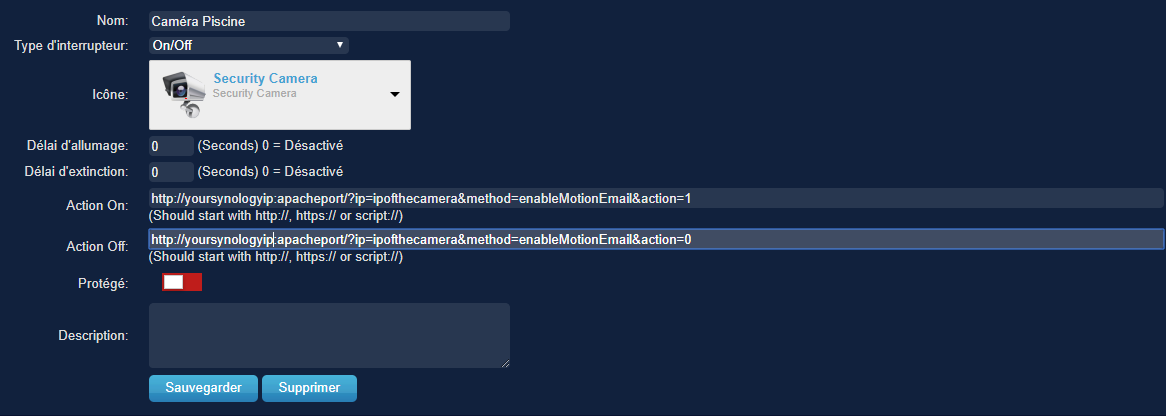 Nom: Caméra Piscine
Type d'interrupteur: On/Off
Icône: Security Camera
Security Camera
Délai d'allumage: 0 (Seconds) 0 = Désactivé
Délai d'extinction: 0 (Seconds) 0 = Désactivé
Action On: http://yoursynologyip:apacheport/?ip=ipofthecamera&method=enableMotionEmail&action=1
(Should start with http://, https:// or script://)
Action Off: http://yoursynologyip:apacheport/?ip=ipofthecamera&method=enableMotionEmail&action=0
(Should start with http://, https:// or script://)
Protégé:
Description:
Sauvegarder Supprimer